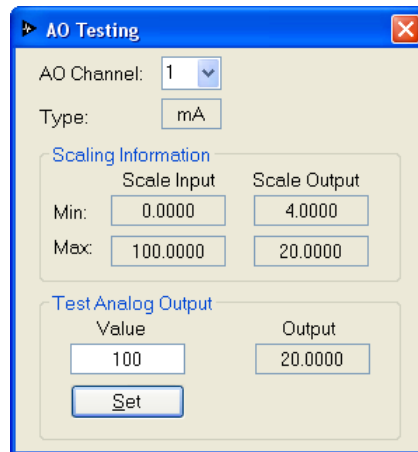 AO Testing
AO Channel: 1
Type: mA
Scaling Information
Scale Input Scale Output
Min: 0.0000 4.0000
Max: 100.0000 20.0000
Test Analog Output
Value Output
100 20.0000
Set